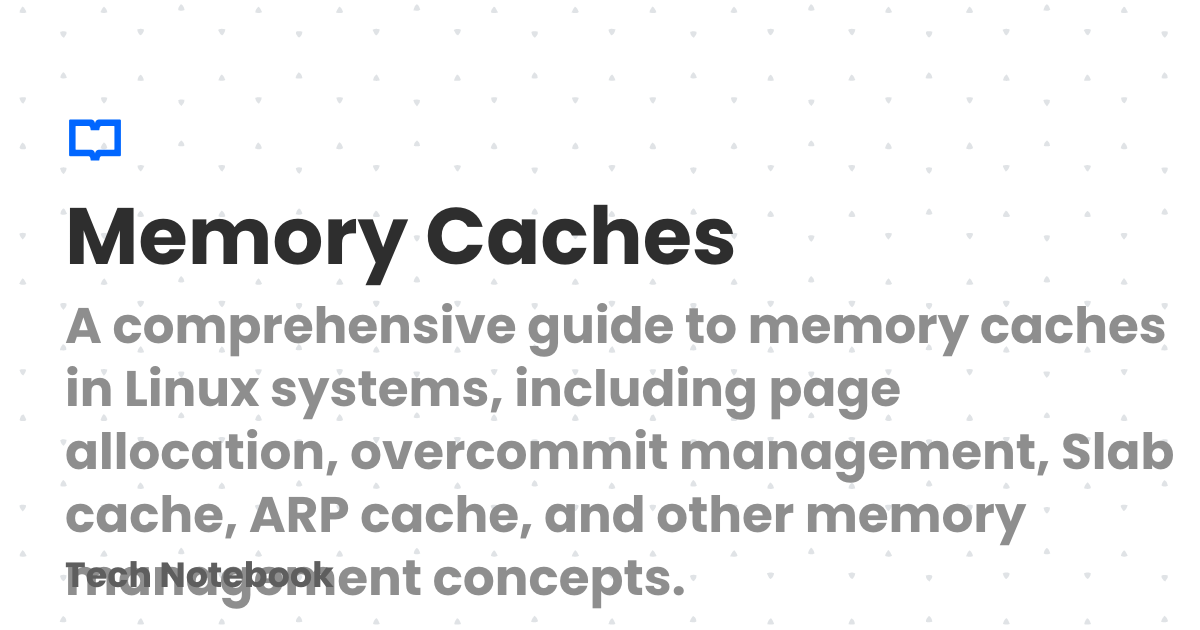 Memory Caches
A comprehensive guide to memory caches
in Linux systems, including page
allocation, overcommit management, Slab
cache, ARP cache, and other memory
management concepts.
Tech Notebook